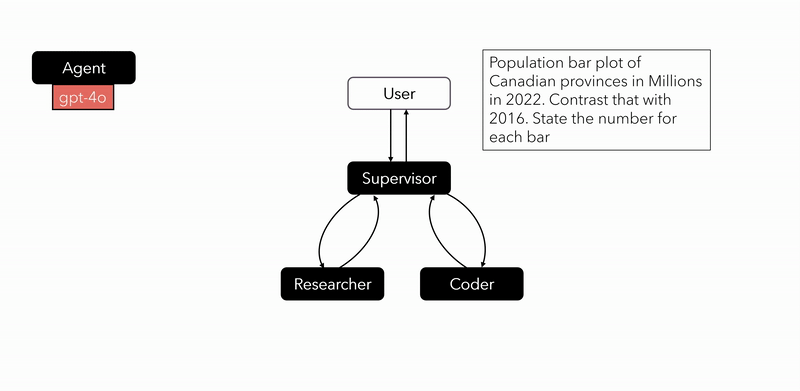 Agent
gpt-4o
User
Population bar plot of
Canadian provinces in Millions
in 2022. Contrast that with
2016. State the number for
each bar
Supervisor
Researcher
Coder